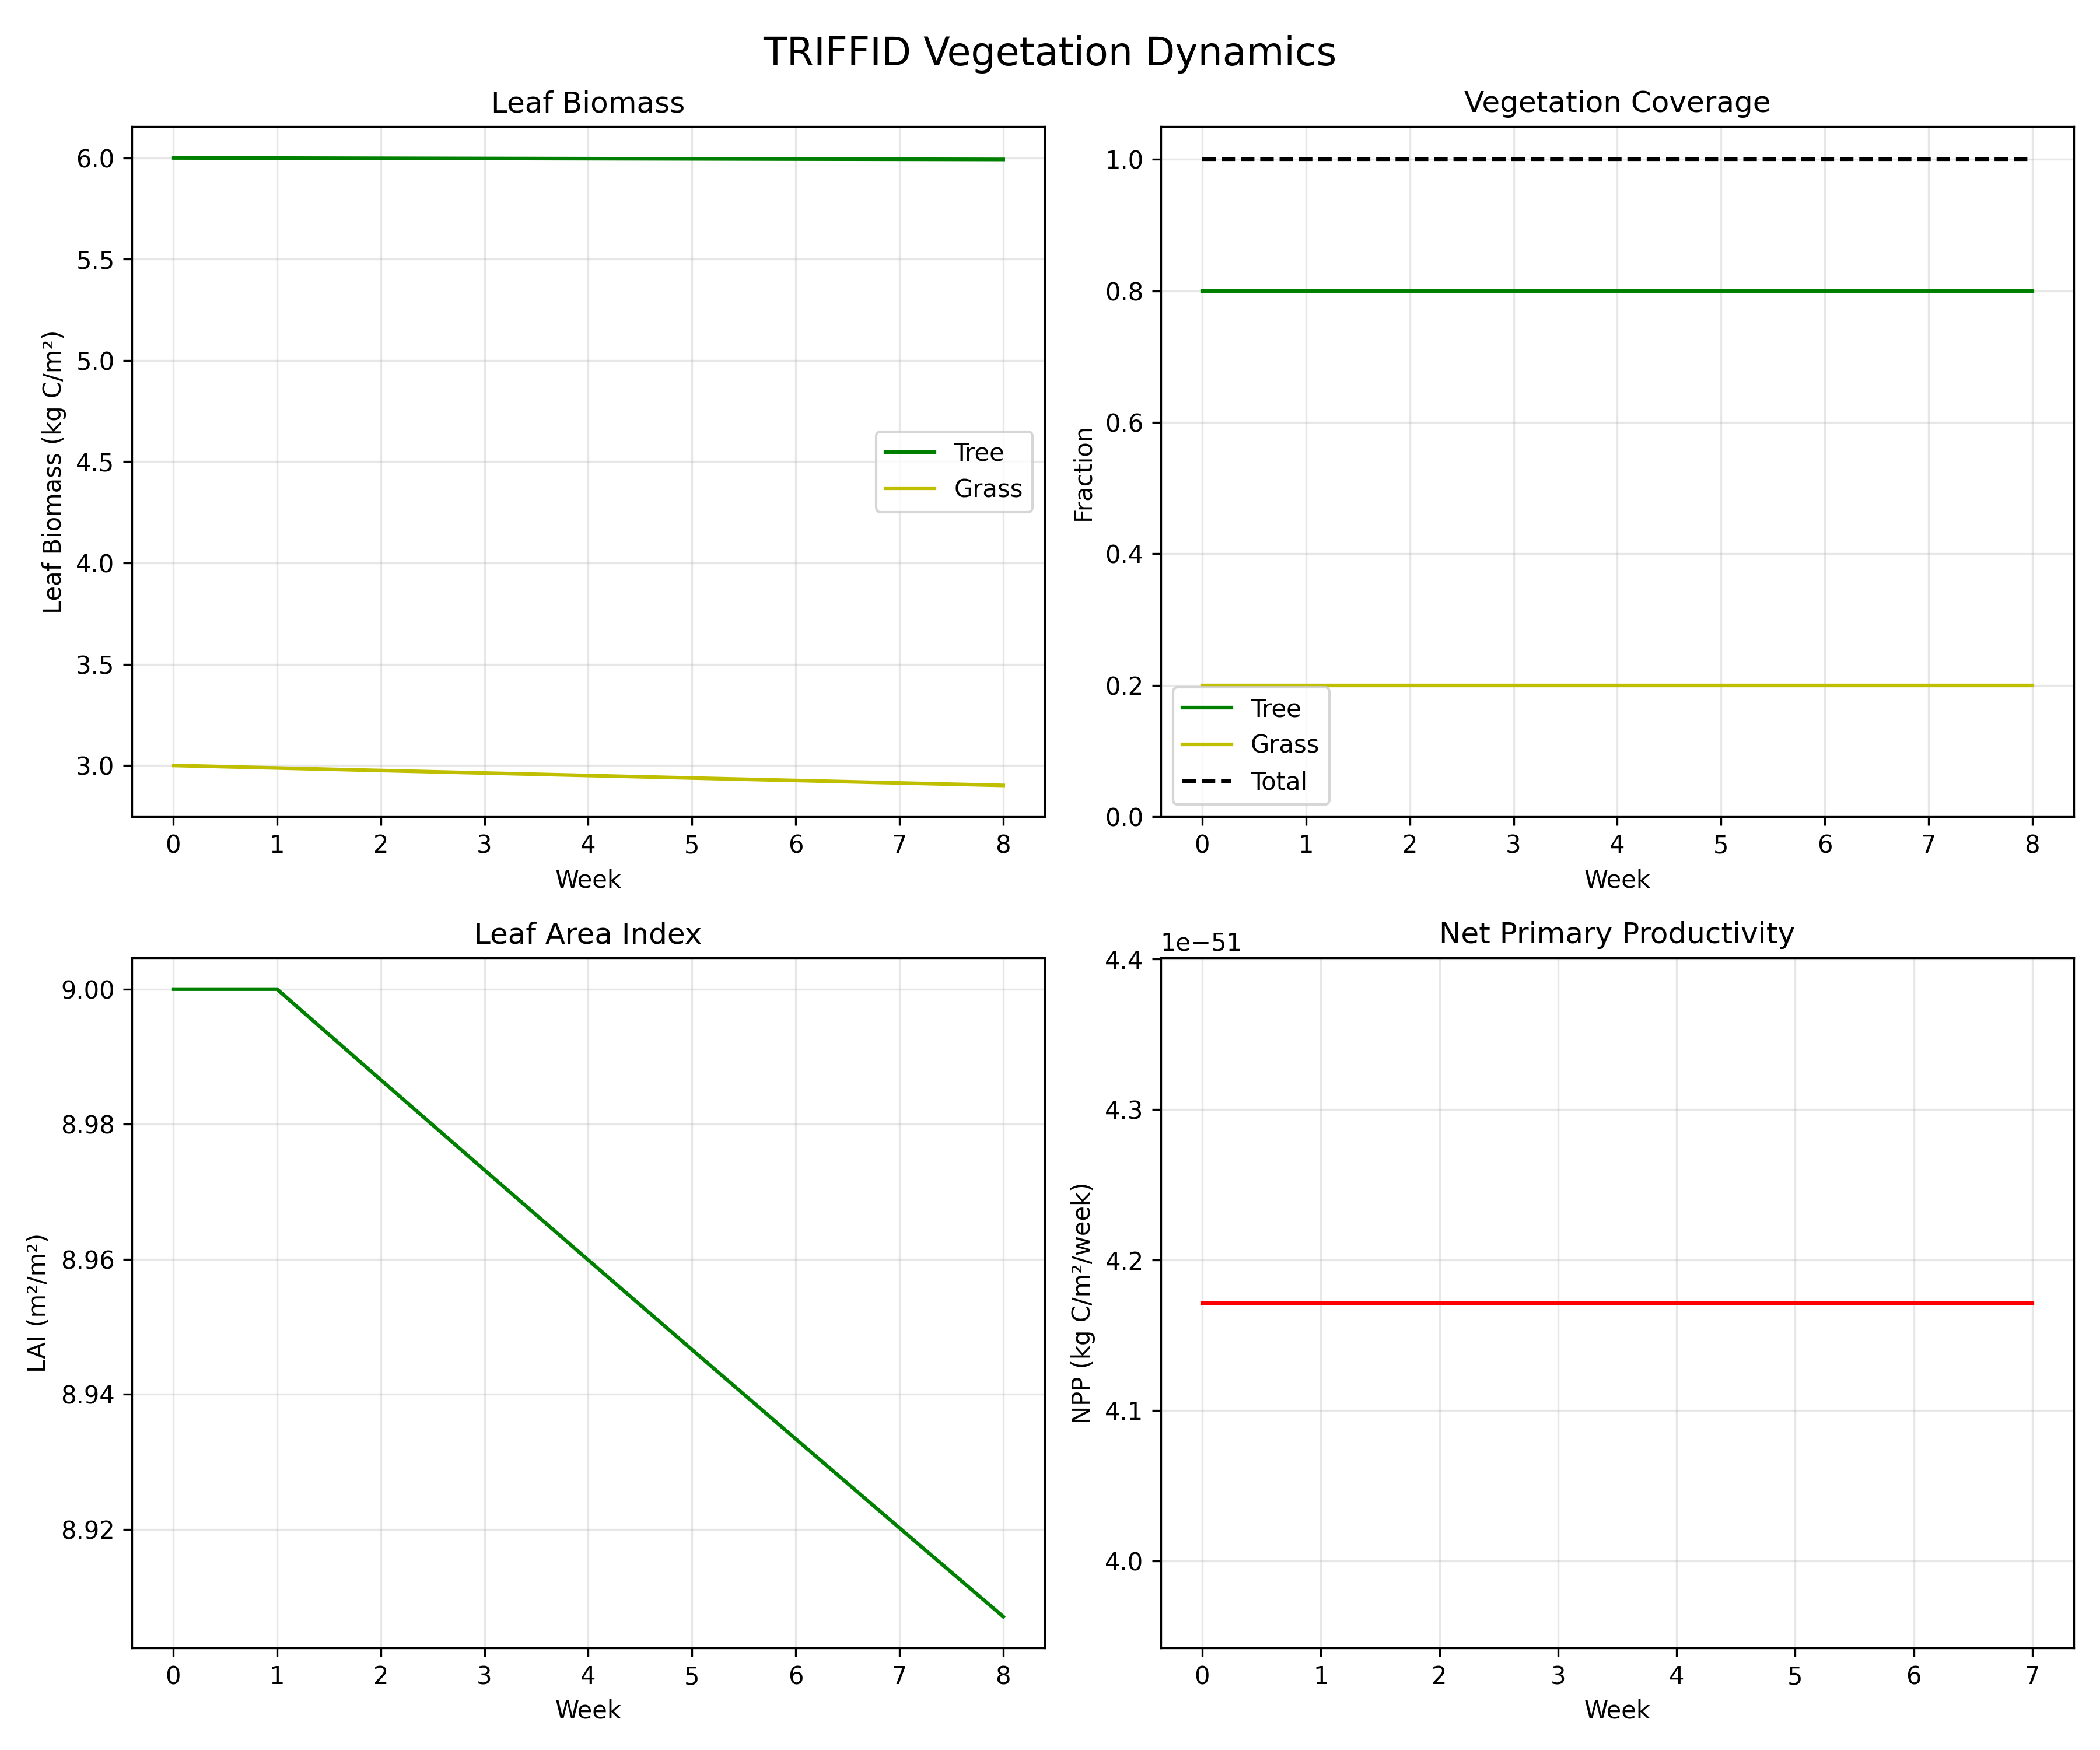 TRIFFID Vegetation Dynamics
Leaf Biomass
Leaf Biomass (kg C/m²)
6.0
5.5
5.0
4.5
4.0
3.5
3.0
Tree
Grass
0 1 2 3 4 5 6 7 8
Week
Vegetation Coverage
Fraction
1.0
0.8
0.6
0.4
0.2
0.0
Tree
Grass
Total
0 1 2 3 4 5 6 7 8
Week
Leaf Area Index
LAI (m²/m²)
9.00
8.98
8.96
8.94
8.92
0 1 2 3 4 5 6 7 8
Week
Net Primary Productivity
1e−51
NPP (kg C/m²/week)
4.4
4.3
4.2
4.1
4.0
0 1 2 3 4 5 6 7
Week